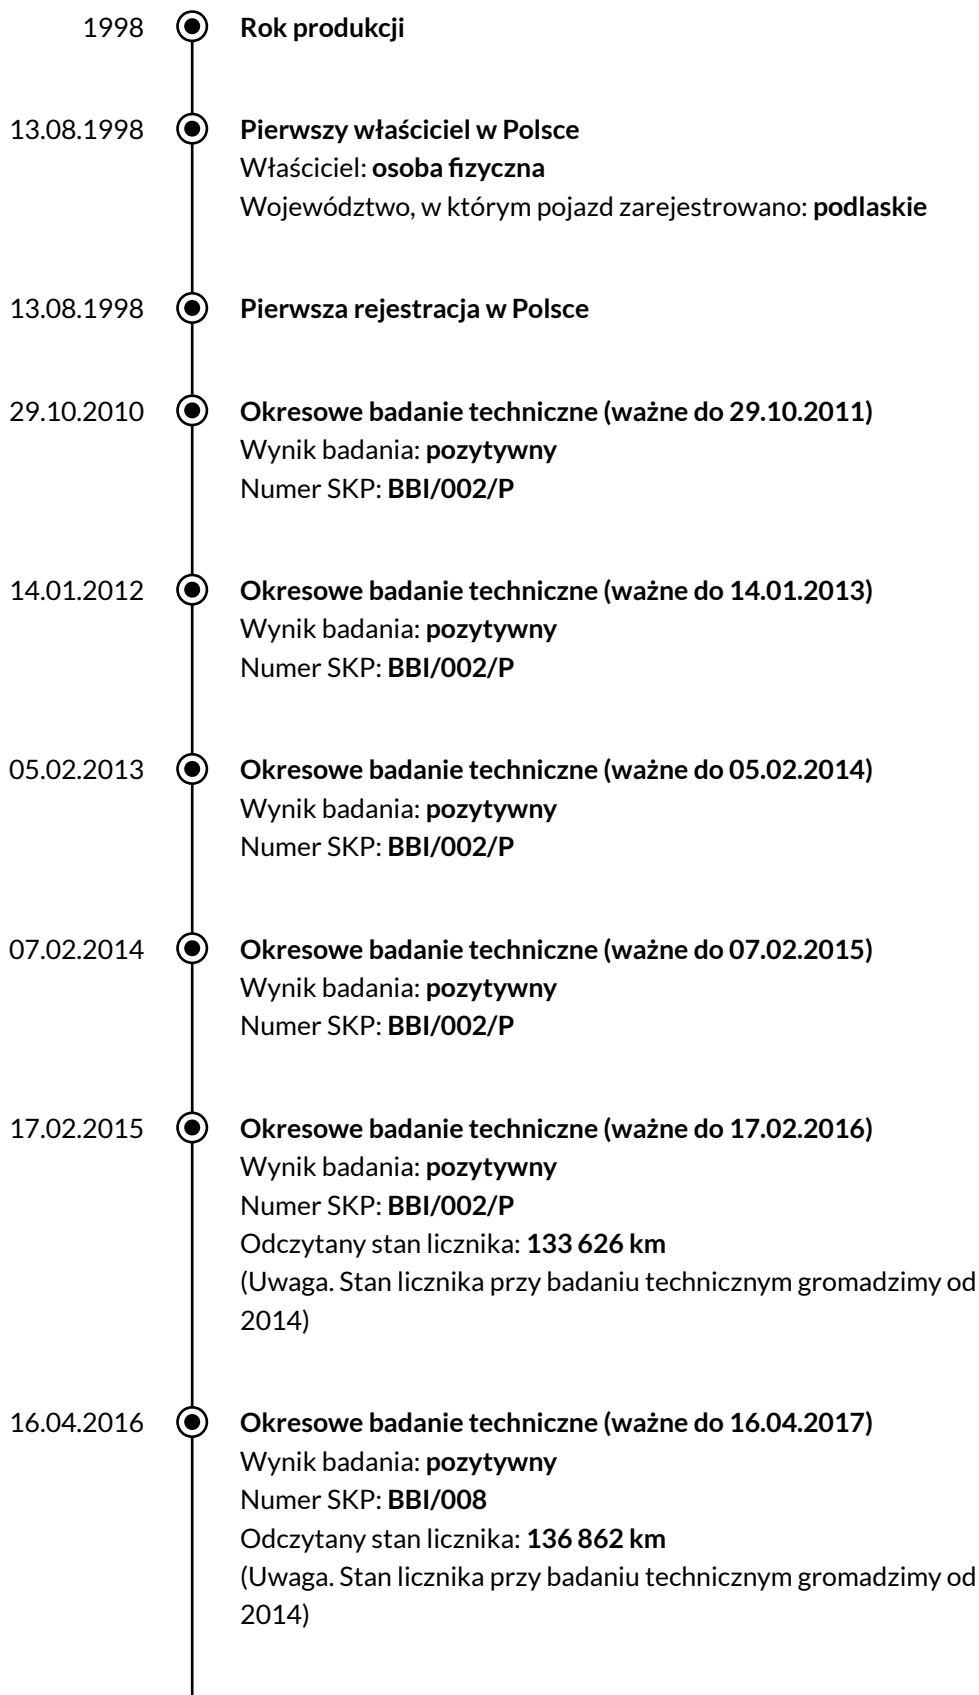 1998 Rok produkcji
13.08.1998 Pierwszy właściciel w Polsce
Właściciel: osoba fizyczna
Województwo, w którym pojazd zarejestrowano: podlaskie
13.08.1998 Pierwsza rejestracja w Polsce
29.10.2010 Okresowe badanie techniczne (ważne do 29.10.2011)
Wynik badania: pozytywny
Numer SKP: BBI/002/P
14.01.2012 Okresowe badanie techniczne (ważne do 14.01.2013)
Wynik badania: pozytywny
Numer SKP: BBI/002/P
05.02.2013 Okresowe badanie techniczne (ważne do 05.02.2014)
Wynik badania: pozytywny
Numer SKP: BBI/002/P
07.02.2014 Okresowe badanie techniczne (ważne do 07.02.2015)
Wynik badania: pozytywny
Numer SKP: BBI/002/P
17.02.2015 Okresowe badanie techniczne (ważne do 17.02.2016)
Wynik badania: pozytywny
Numer SKP: BBI/002/P
Odczytany stan licznika: 133 626 km
(Uwaga. Stan licznika przy badaniu technicznym gromadzimy od
2014)
16.04.2016 Okresowe badanie techniczne (ważne do 16.04.2017)
Wynik badania: pozytywny
Numer SKP: BBI/008
Odczytany stan licznika: 136 862 km
(Uwaga. Stan licznika przy badaniu technicznym gromadzimy od
2014)